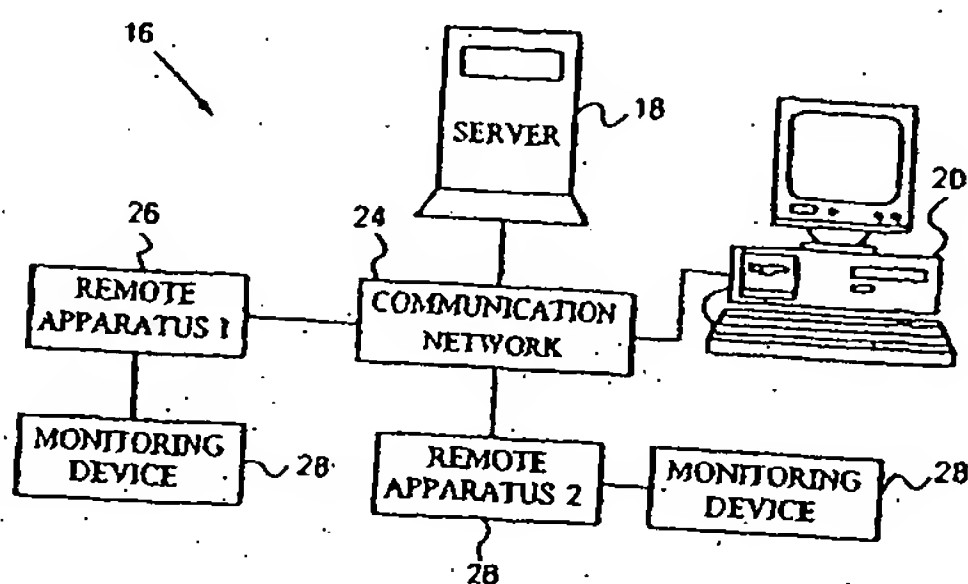 16
SERVER
18
20
26
24
REMOTE
APPARATUS 1
COMMUNICATION
NETWORK
MONITORING
DEVICE
28
REMOTE
APPARATUS 2
28
MONITORING
DEVICE
28